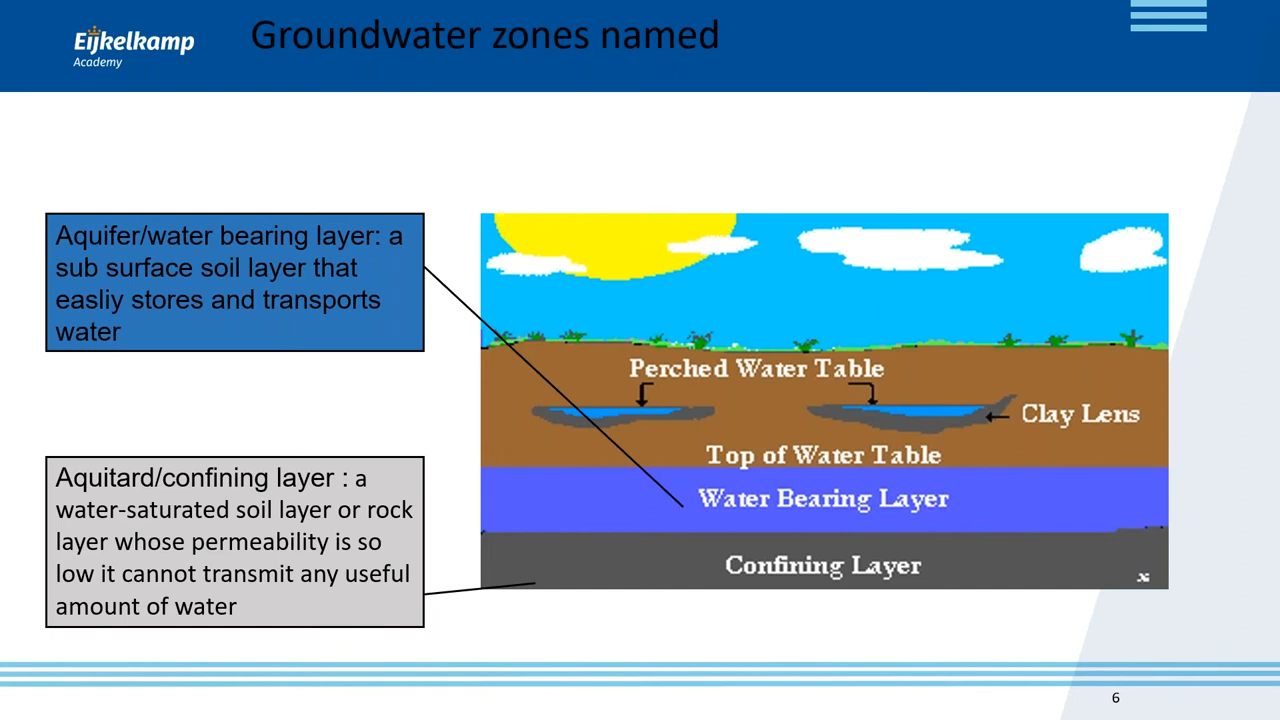 Groundwater zones named
Eijkelkamp
Academy
Aquifer/water bearing layer: a
sub surface soil layer that
easliy stores and transports
water
Aquitard/confining layer : a
water-saturated soil layer or rock
layer whose permeability is so
low it cannot transmit any useful
amount of water
Perched Water Table
Clay Lens
Top of Water Table
Water Bearing Layer
Confining Layer
6